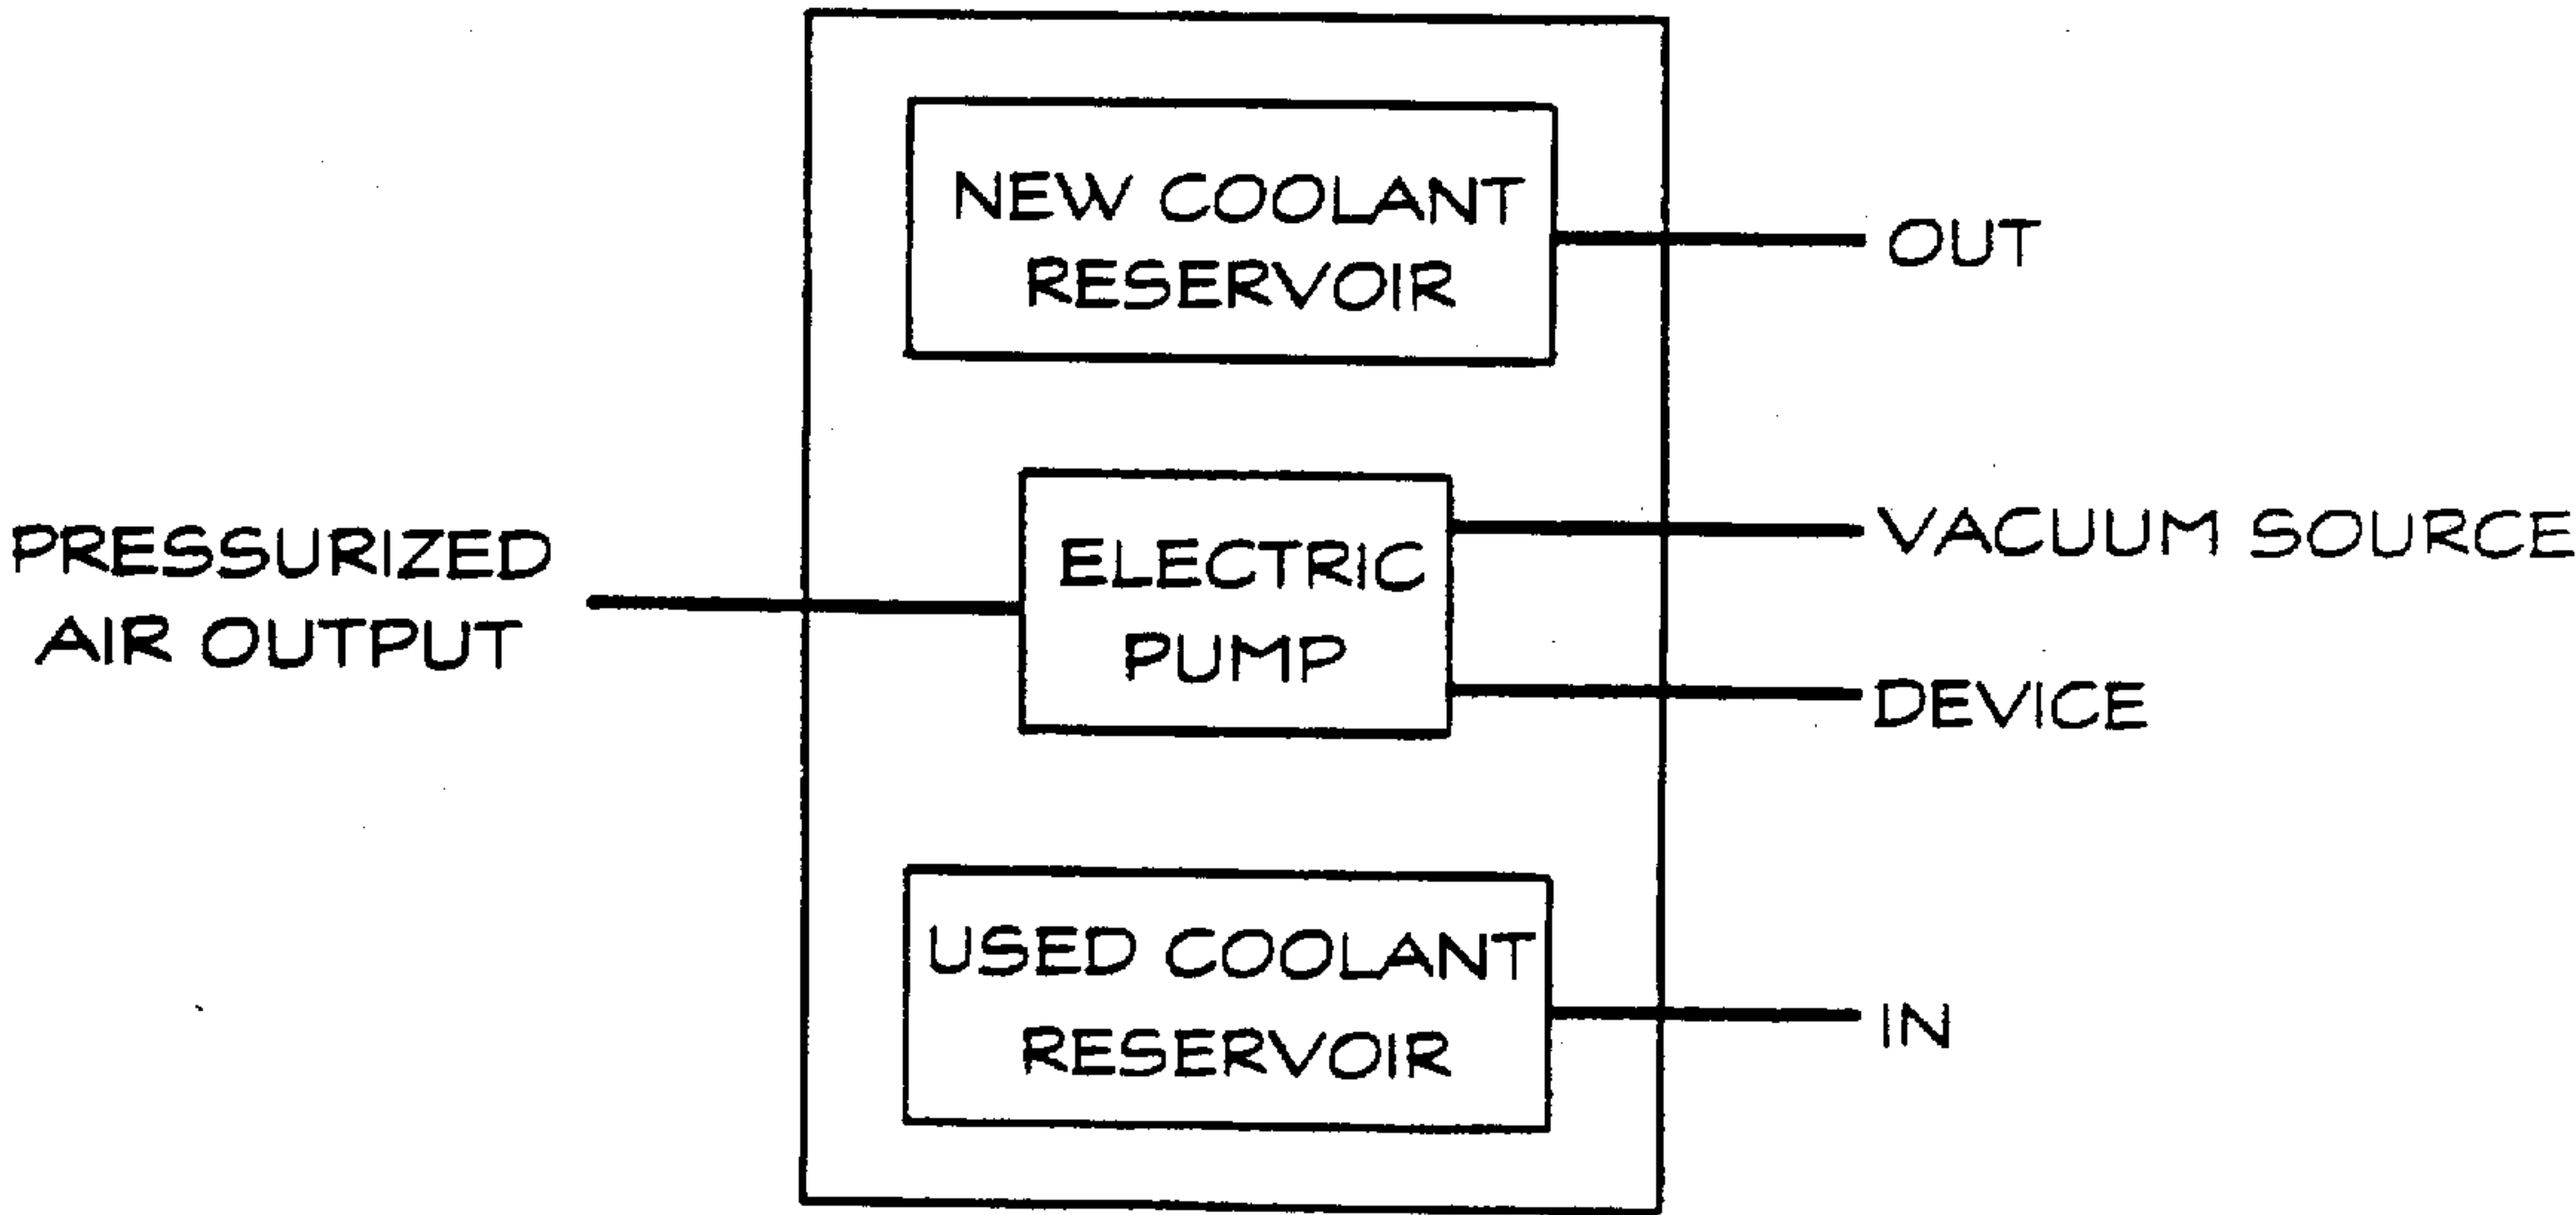 NEW COOLANT
RESERVOIR
OUT
PRESSURIZED
AIR OUTPUT
ELECTRIC
PUMP
VACUUM SOURCE
DEVICE
USED COOLANT
RESERVOIR
IN